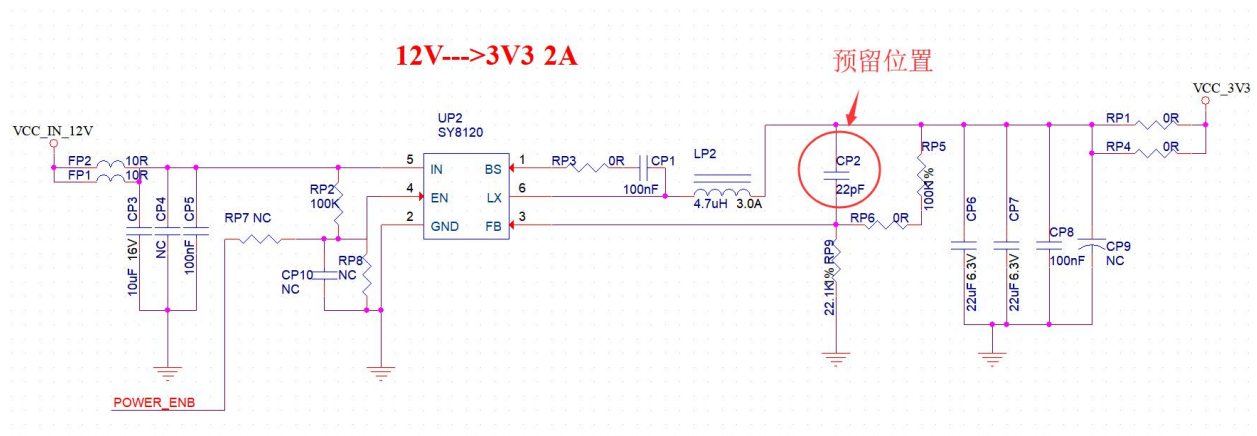 12V--->3V3 2A
预留位置
VCC_3V3
VCC_IN_12V
UP2
SY8120
RP1 0R
RP4 0R
FP2 10R
FP1 10R
5 IN
4 EN
2 GND
BS 1
LX 6
FB 3
RP3 0R
CP1
100nF
LP2
4.7uH 3.0A
CP2
22pF
RP5
100K 1%
RP6 0R
RP9
22.1K 1%
RP2
100K
RP7 NC
RP8
NC
CP10
NC
CP3
10uF 16V
CP4
NC
CP5
100nF
CP6
22uF 6.3V
CP7
22uF 6.3V
CP8
100nF
CP9
NC
POWER_ENB